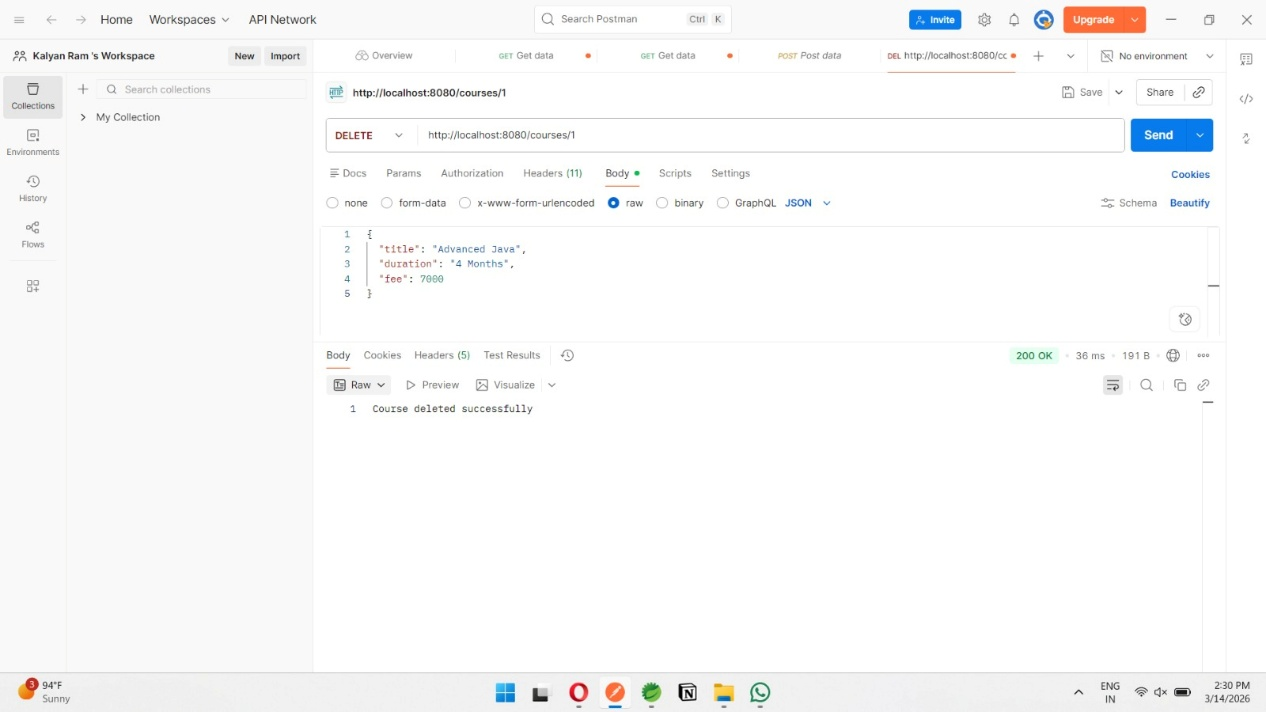 Home Workspaces API Network Search Postman Ctrl K Invite Upgrade
Kalyan Ram 's Workspace New Import Overview GET Get data GET Get data POST Post data DEL http://localhost:8080/cc No environment
Collections
Environments
History
Flows
Search collections
My Collection
HTTP http://localhost:8080/courses/1 Save Share
DELETE http://localhost:8080/courses/1 Send
Docs Params Authorization Headers (11) Body Scripts Settings Cookies
none form-data x-www-form-urlencoded raw binary GraphQL JSON Schema Beautify
1 {
2 "title": "Advanced Java",
3 "duration": "4 Months",
4 "fee": 7000
5 }
Body Cookies Headers (5) Test Results 200 OK 36 ms 191 B
Raw Preview Visualize
1 Course deleted successfully
3 94°F
Sunny
ENG
IN
2:30 PM
3/14/2026